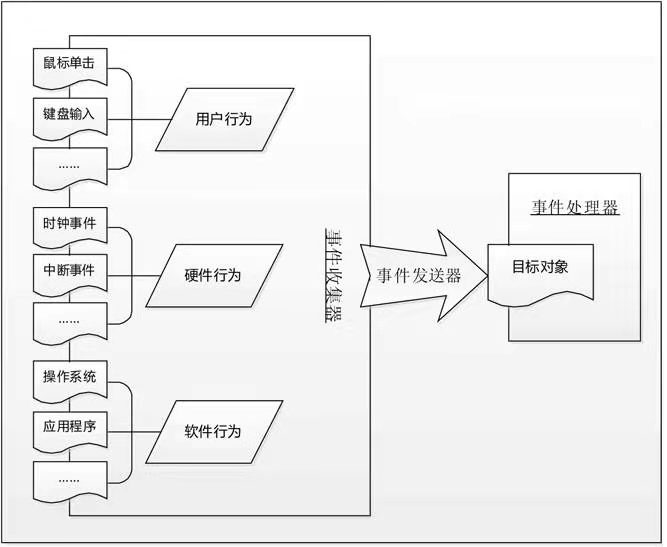 鼠标单击
键盘输入
……
用户行为
时钟事件
中断事件
……
硬件行为
操作系统
应用程序
……
软件行为
事件收集器
事件发送器
事件处理器
目标对象